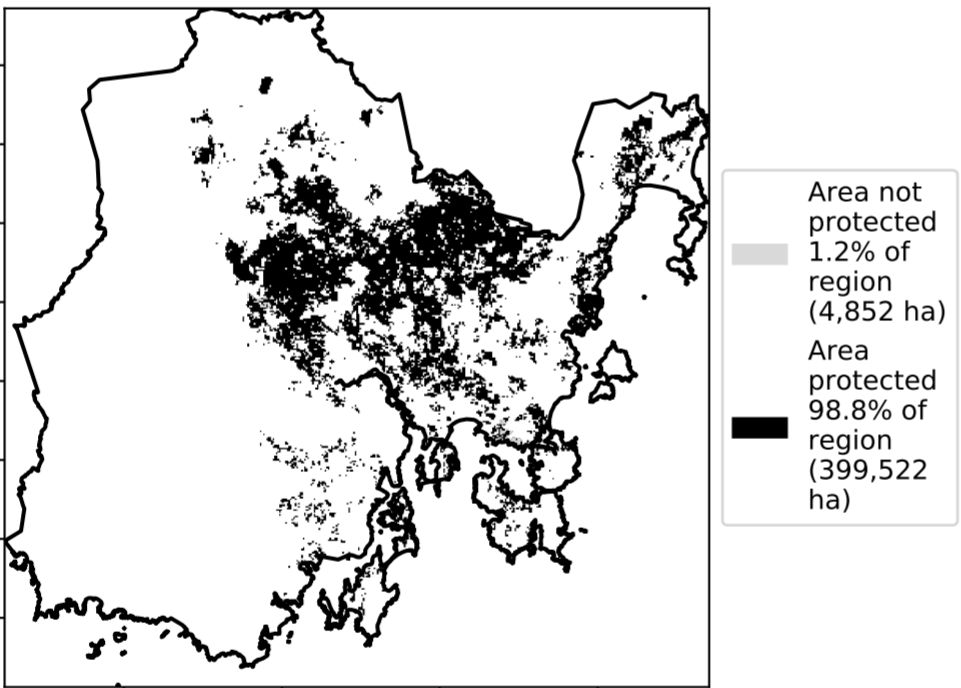 Area not
protected
1.2% of
region
(4,852 ha)
Area
protected
98.8% of
region
(399,522
ha)